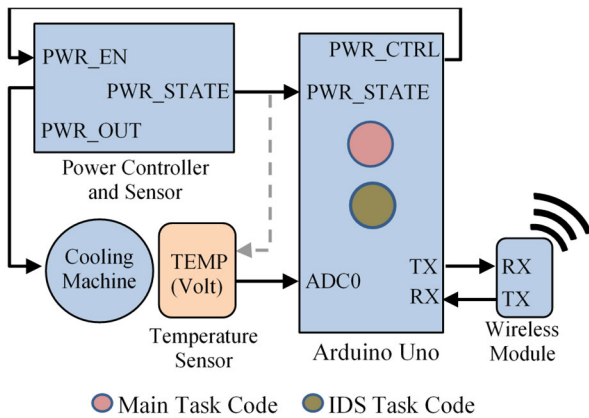 PWR_EN
PWR_STATE
PWR_OUT
Power Controller
and Sensor
PWR_CTRL
PWR_STATE
Cooling
Machine
TEMP
(Volt)
Temperature
Sensor
ADC0
TX
RX
Arduino Uno
RX
TX
Wireless
Module
Main Task Code
IDS Task Code